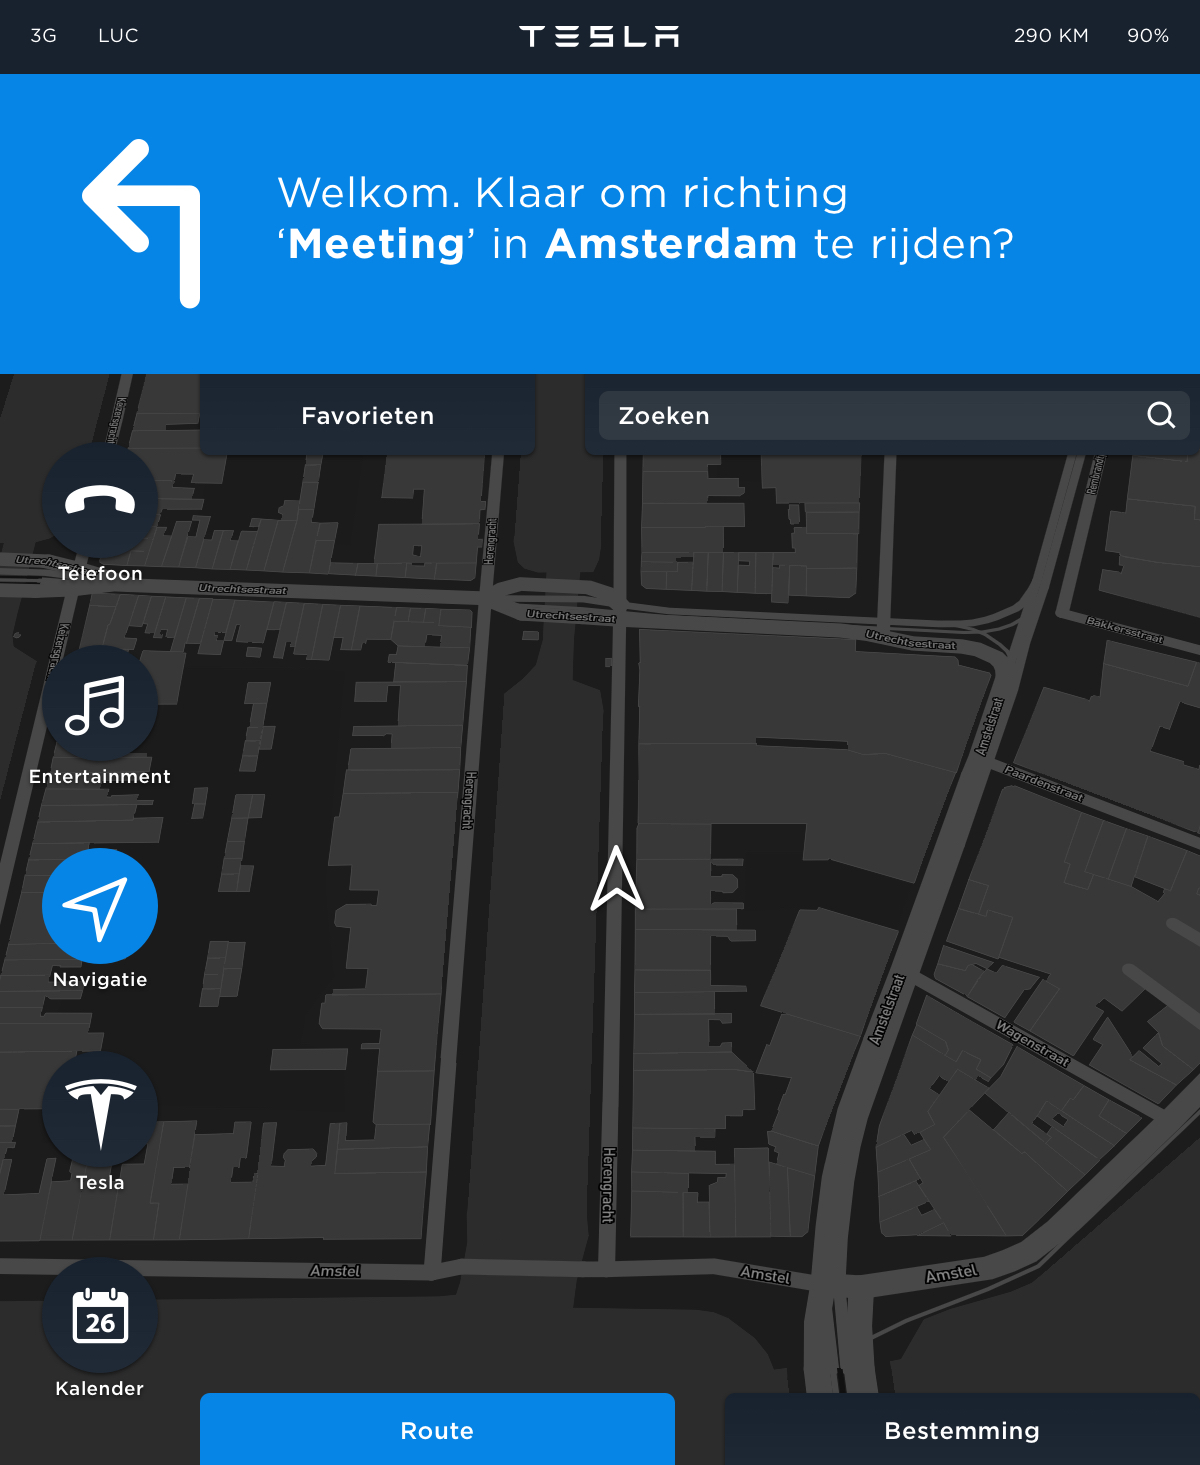 3G LUC TESLA 290 KM 90%
Welkom. Klaar om richting
‘Meeting’ in Amsterdam te rijden?
Favorieten
Zoeken
Keizersgracht
Rembrandt
Herengracht
Utrechtsestraat
Telefoon
Utrechtsestraat
Utrechtsestraat
Utrechtsestraat
Bakkersstraat
Keizersgrac
Amstelstraat
Entertainment
Herengracht
Paardenstraat
Navigatie
Amstelstraat
Wagenstraat
Tesla
Herengracht
Amstel
Amstel
Amstel
26
Kalender
Route
Bestemming